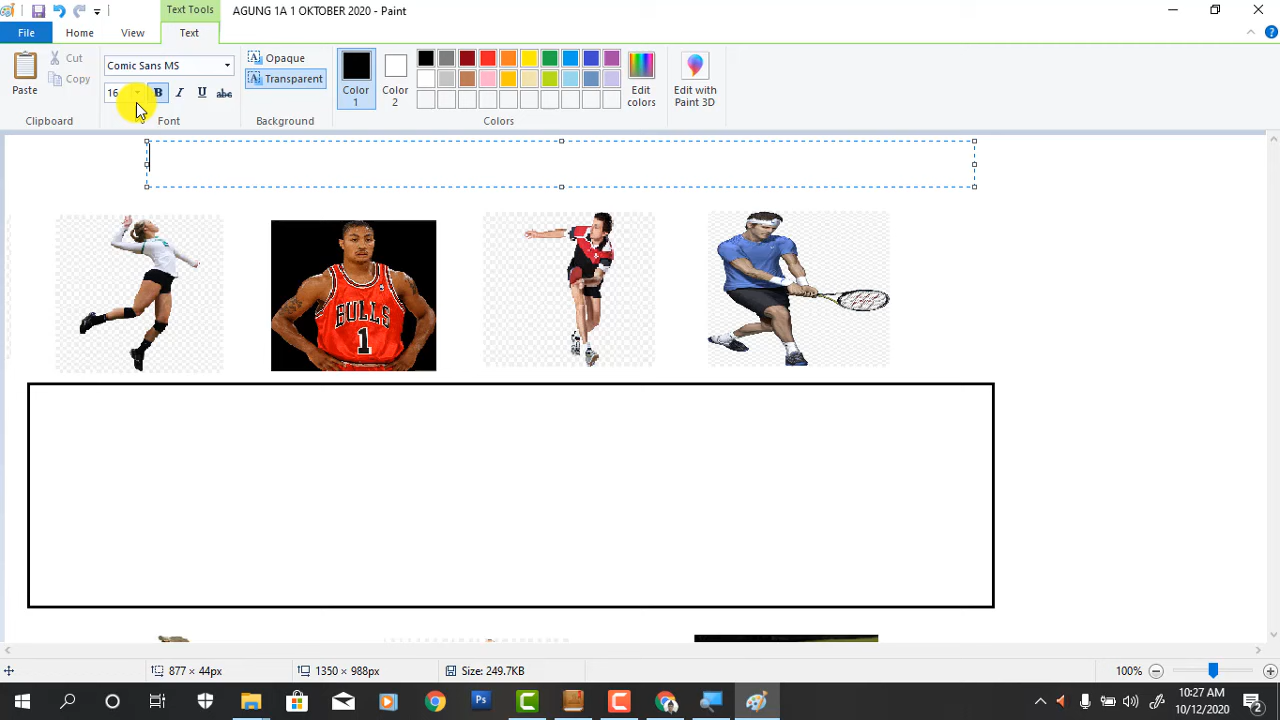 Text Tools
AGUNG 1A 1 OKTOBER 2020 - Paint
File
Home
View
Text
Paste
Cut
Copy
Clipboard
Comic Sans MS
16
B I U abc
Font
Opaque
Transparent
Background
Color 1
Color 2
Edit colors
Colors
Edit with Paint 3D
BULLS
1
877 × 44px
1350 × 988px
Size: 249.7KB
100%
Ps
10:27 AM
10/12/2020
2